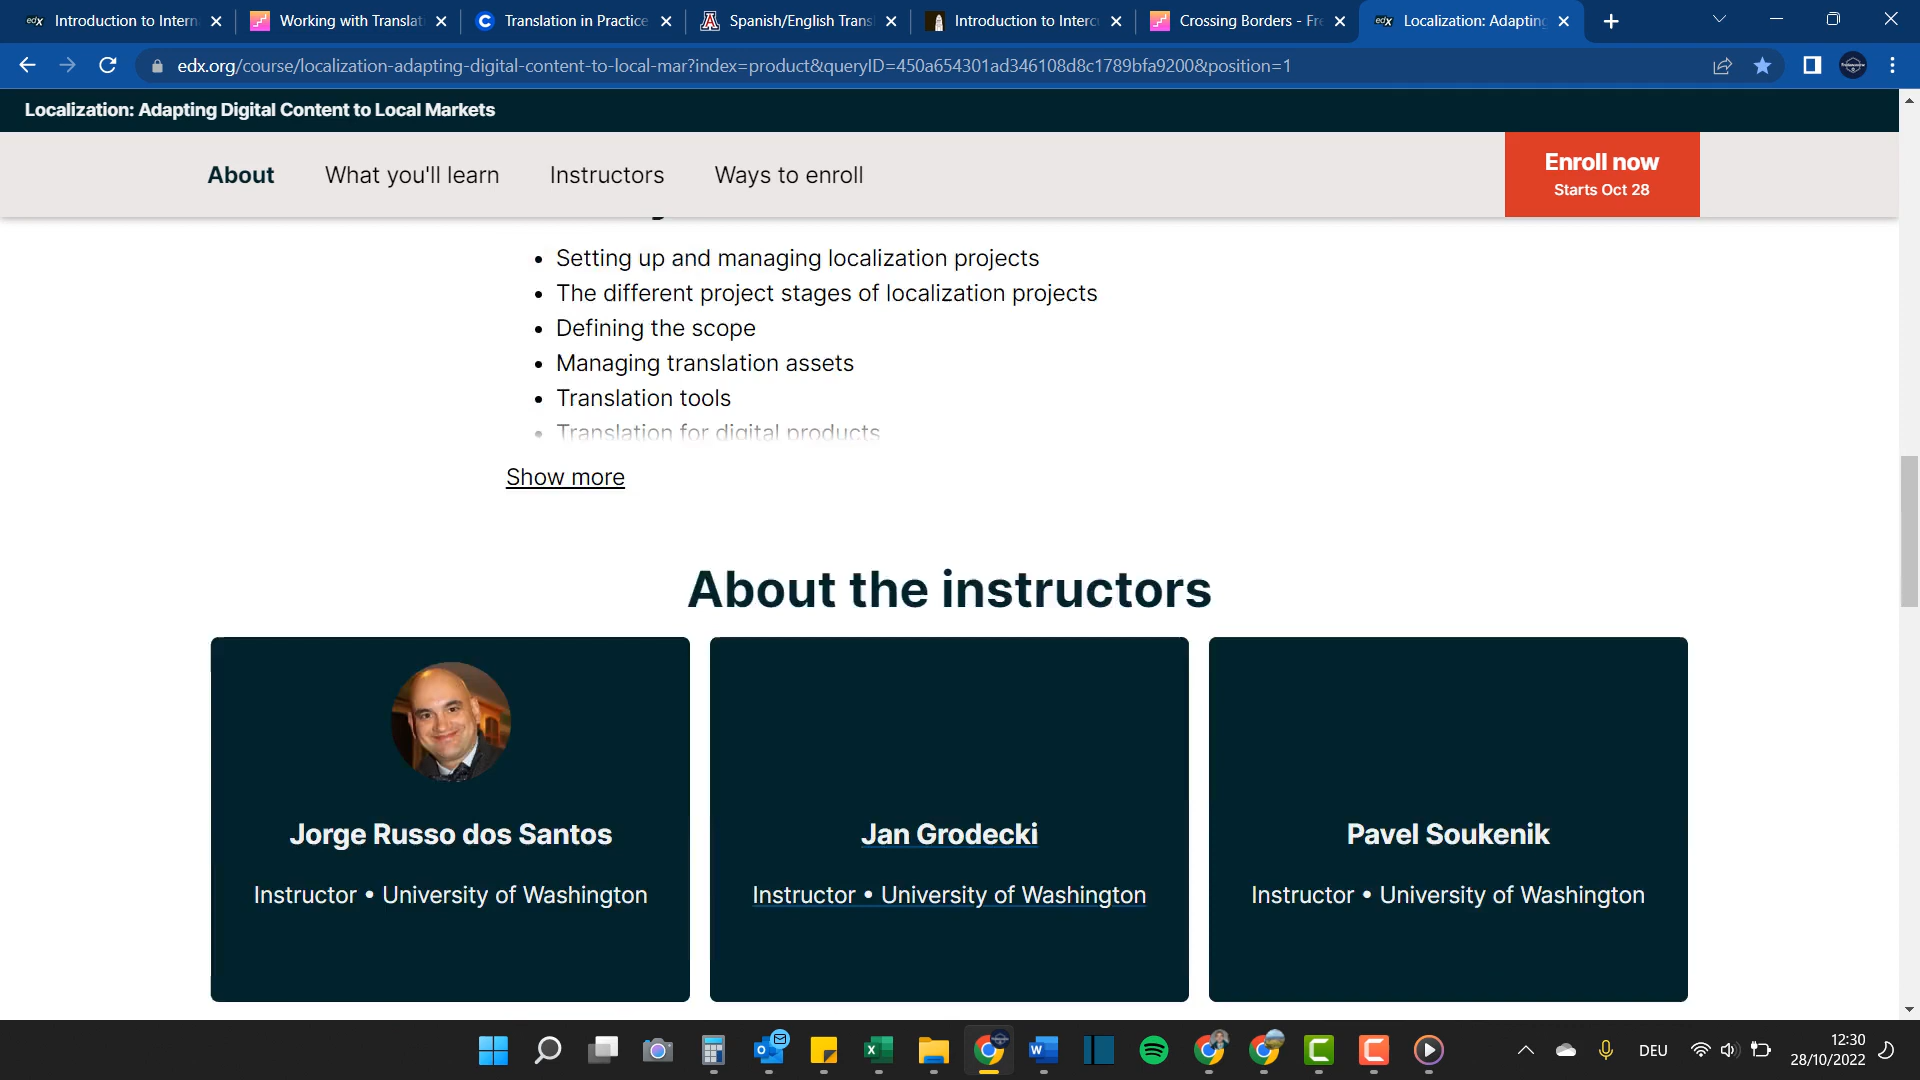 Introduction to Intern
Working with Translat
Translation in Practice
Spanish/English Trans
Introduction to Intercu
Crossing Borders - Fre
Localization: Adapting
edx.org/course/localization-adapting-digital-content-to-local-mar?index=product&queryID=450a654301ad346108d8c1789bfa9200&position=1
Localization: Adapting Digital Content to Local Markets
About
What you'll learn
Instructors
Ways to enroll
Enroll now
Starts Oct 28
• Setting up and managing localization projects
• The different project stages of localization projects
• Defining the scope
• Managing translation assets
• Translation tools
• Translation for digital products
Show more
About the instructors
Jorge Russo dos Santos
Instructor • University of Washington
Jan Grodecki
Instructor • University of Washington
Pavel Soukenik
Instructor • University of Washington
DEU
12:30
28/10/2022